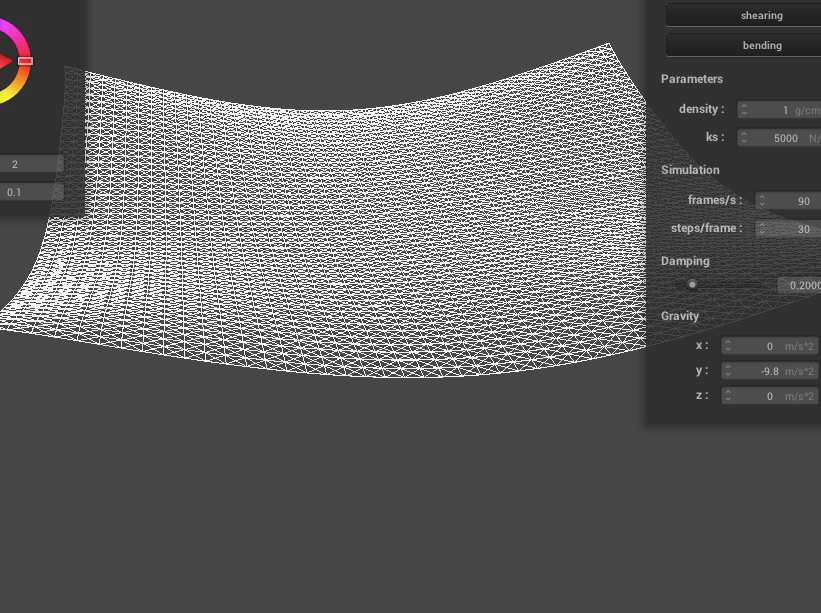 2
0.1
shearing
bending
Parameters
density : 1 g/cm
ks : 5000 N/
Simulation
frames/s : 90
steps/frame : 30
Damping
0.2000
Gravity
x : 0 m/s^2
y : -9.8 m/s^2
z : 0 m/s^2